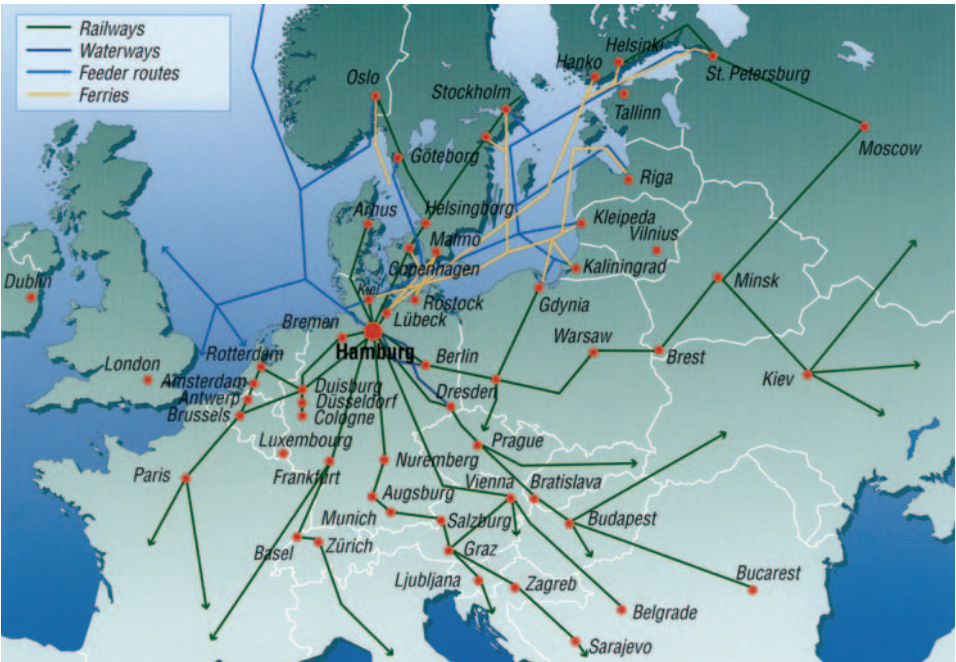 Railways
Waterways
Feeder routes
Ferries
Oslo
Stockholm
Hanko
Helsinki
St. Petersburg
Tallinn
Moscow
Göteborg
Riga
Arhus
Helsingborg
Malmo
Kleipeda
Vilnius
Copenhagen
Kaliningrad
Dublin
Kiel
Rostock
Gdynia
Minsk
Lübeck
Bremen
Hamburg
Warsaw
Brest
London
Rotterdam
Berlin
Kiev
Amsterdam
Duisburg
Dresden
Antwerp
Düsseldorf
Brussels
Cologne
Luxembourg
Prague
Paris
Frankfurt
Nuremberg
Vienna
Bratislava
Augsburg
Munich
Salzburg
Budapest
Basel
Zürich
Graz
Ljubljana
Zagreb
Bucarest
Belgrade
Sarajevo